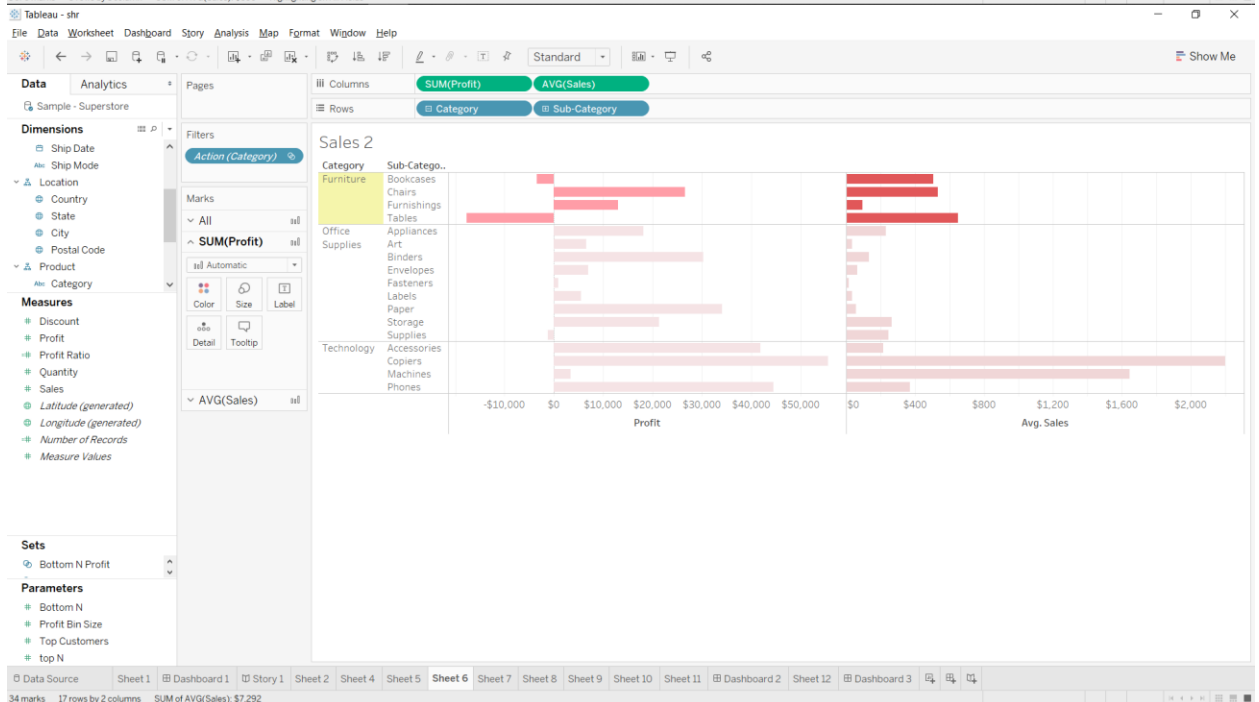 Tableau - shr
File Data Worksheet Dashboard Story Analysis Map Format Window Help
Standard
Show Me
Data Analytics
Sample - Superstore
Dimensions
Ship Date
Abc Ship Mode
Location
Country
State
City
Postal Code
Product
Abc Category
Measures
# Discount
# Profit
=# Profit Ratio
# Quantity
# Sales
Latitude (generated)
Longitude (generated)
=# Number of Records
# Measure Values
Sets
Bottom N Profit
Parameters
# Bottom N
# Profit Bin Size
# Top Customers
# top N
Pages
Filters
Action (Category)
Marks
All
SUM(Profit)
Automatic
Color Size Label
Detail Tooltip
AVG(Sales)
Columns SUM(Profit) AVG(Sales)
Rows Category Sub-Category
Sales 2
Category Sub-Catego..
Furniture Bookcases
Chairs
Furnishings
Tables
Office Appliances
Supplies Art
Binders
Envelopes
Fasteners
Labels
Paper
Storage
Supplies
Technology Accessories
Copiers
Machines
Phones
-$10,000 $0 $10,000 $20,000 $30,000 $40,000 $50,000 $0 $400 $800 $1,200 $1,600 $2,000
Profit Avg. Sales
Data Source Sheet 1 Dashboard 1 Story 1 Sheet 2 Sheet 4 Sheet 5 Sheet 6 Sheet 7 Sheet 8 Sheet 9 Sheet 10 Sheet 11 Dashboard 2 Sheet 12 Dashboard 3
34 marks 17 rows by 2 columns SUM of AVG(Sales): $7,292